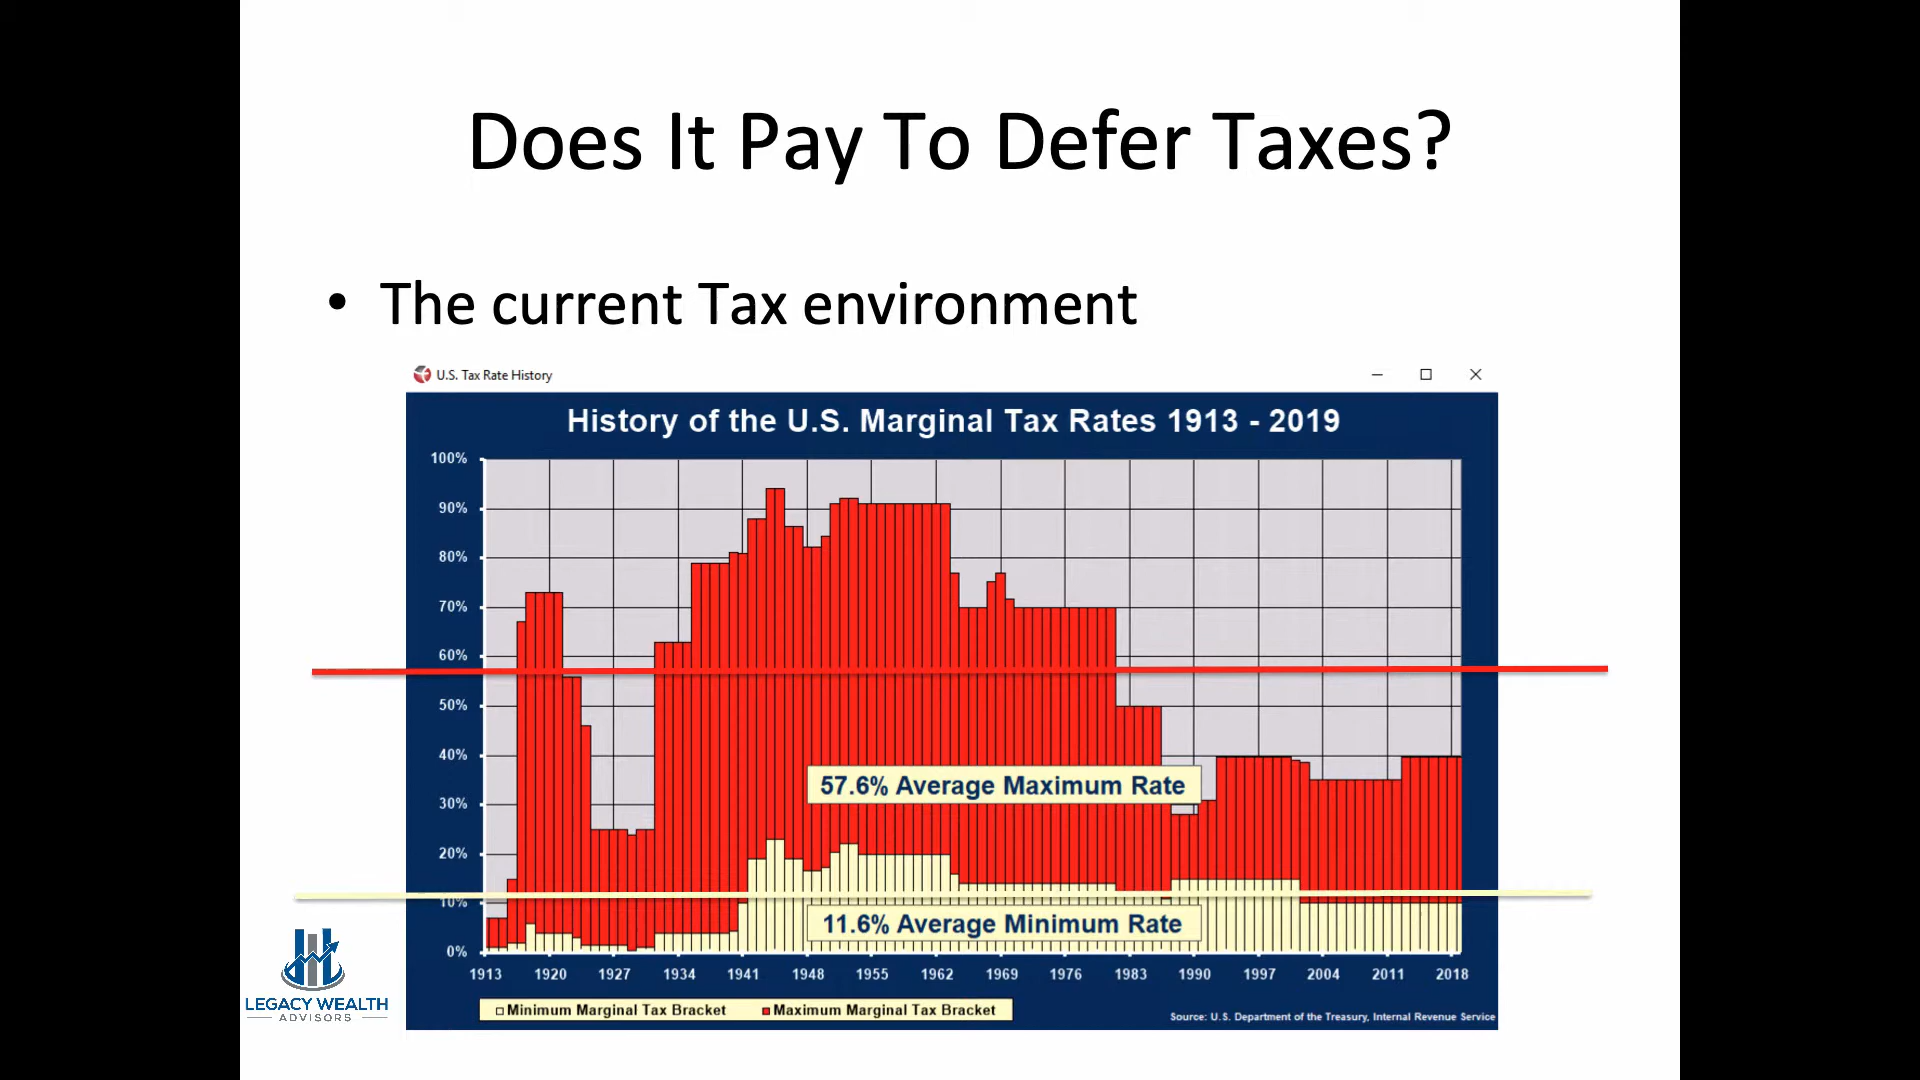 Does It Pay To Defer Taxes?
• The current Tax environment
U.S. Tax Rate History
History of the U.S. Marginal Tax Rates 1913 - 2019
100%
90%
80%
70%
60%
50%
40%
30%
20%
10%
0%
57.6% Average Maximum Rate
11.6% Average Minimum Rate
1913 1920 1927 1934 1941 1948 1955 1962 1969 1976 1983 1990 1997 2004 2011 2018
Minimum Marginal Tax Bracket Maximum Marginal Tax Bracket
Source: U.S. Department of the Treasury, Internal Revenue Service
LEGACY WEALTH
ADVISORS